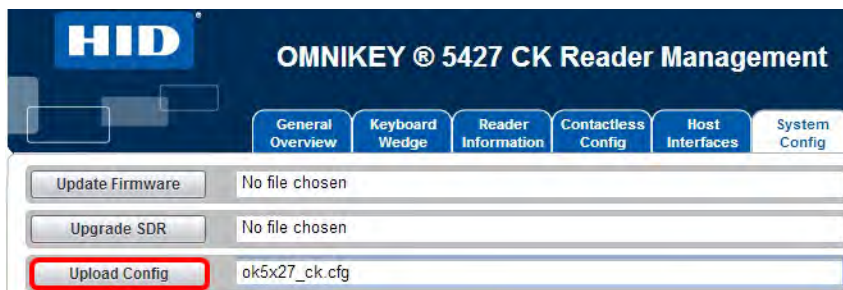 HID
OMNIKEY ® 5427 CK Reader Management
General Overview
Keyboard Wedge
Reader Information
Contactless Config
Host Interfaces
System Config
Update Firmware No file chosen
Upgrade SDR No file chosen
Upload Config ok5x27_ck.cfg